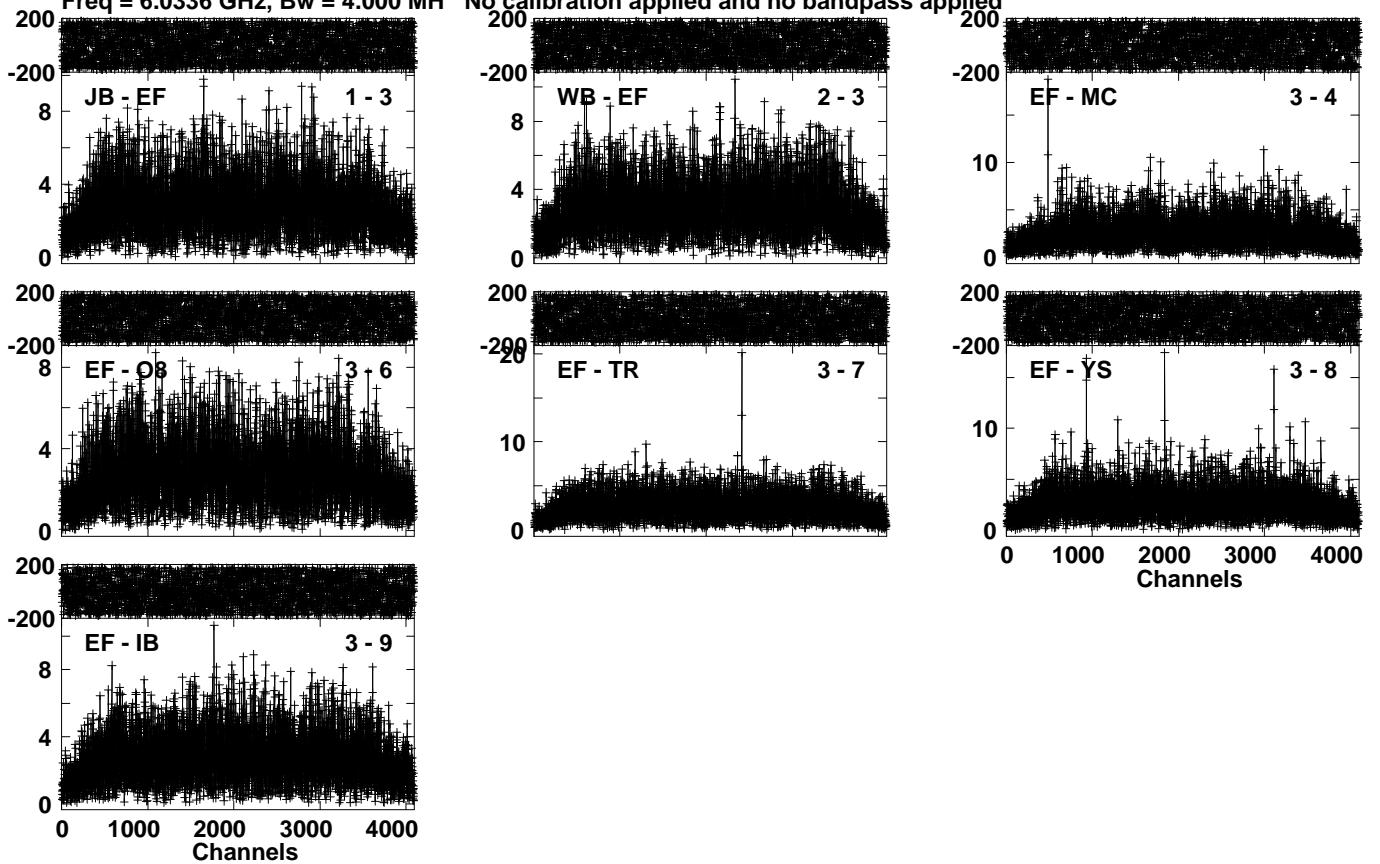 Freq = 6.0336 GHz, Bw = 4.000 MH No calibration applied and no bandpass applied
200 200 200
-200 -200 -200
JB - EF 1 - 3 WB - EF 2 - 3 EF - MC 3 - 4
8 8
10
4 4
0 0 0
200 200 200
-200 -200 -200
20
EF - O8 3 - 6 EF - TR 3 - 7 EF - YS 3 - 8
8
10 10
4
0 0 0
0 1000 2000 3000 4000
Channels
200
-200
EF - IB 3 - 9
8
4
0
0 1000 2000 3000 4000
Channels